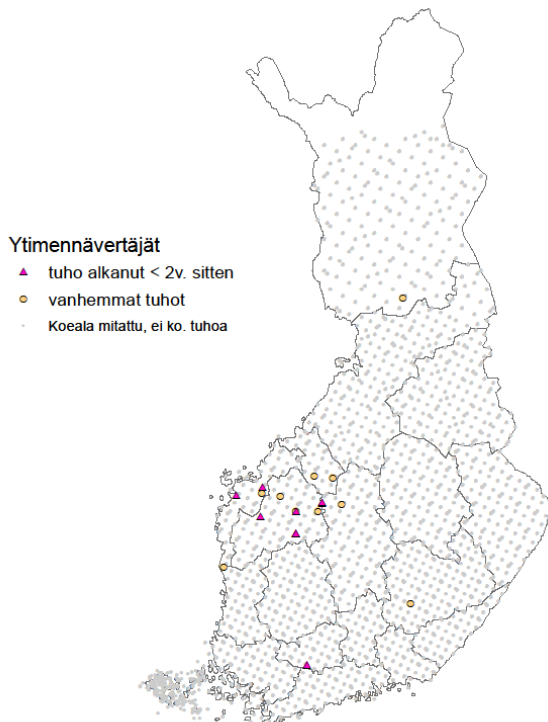 Ytimennävertäjät
tuho alkanut < 2v. sitten
vanhemmat tuhot
Koeala mitattu, ei ko. tuhoa